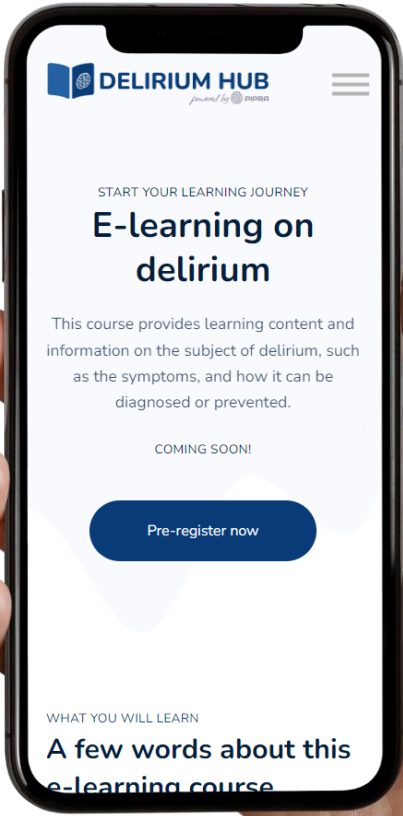 DELIRIUM HUB
powered by PIPRA
START YOUR LEARNING JOURNEY
E-learning on
delirium
This course provides learning content and
information on the subject of delirium, such
as the symptoms, and how it can be
diagnosed or prevented.
COMING SOON!
Pre-register now
WHAT YOU WILL LEARN
A few words about this
e-learning course